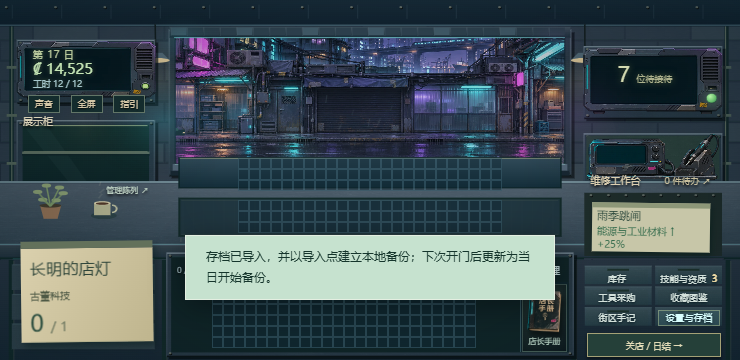 第 17 日
₡ 14,525
工时 12 / 12
声音
全屏
指引
展示柜
管理陈列 ↗
长明的店灯
古董科技
0 / 1
7 位待接待
维修工作台
0 件待办 ↗
雨季跳闸
能源与工业材料↑
+25%
存档已导入，并以导入点建立本地备份；下次开门后更新为当
日开始备份。
店长手册
店长手册
库存
技能与资质 3
工具采购
收藏图鉴
街区手记
设置与存档
关店 / 日结 →